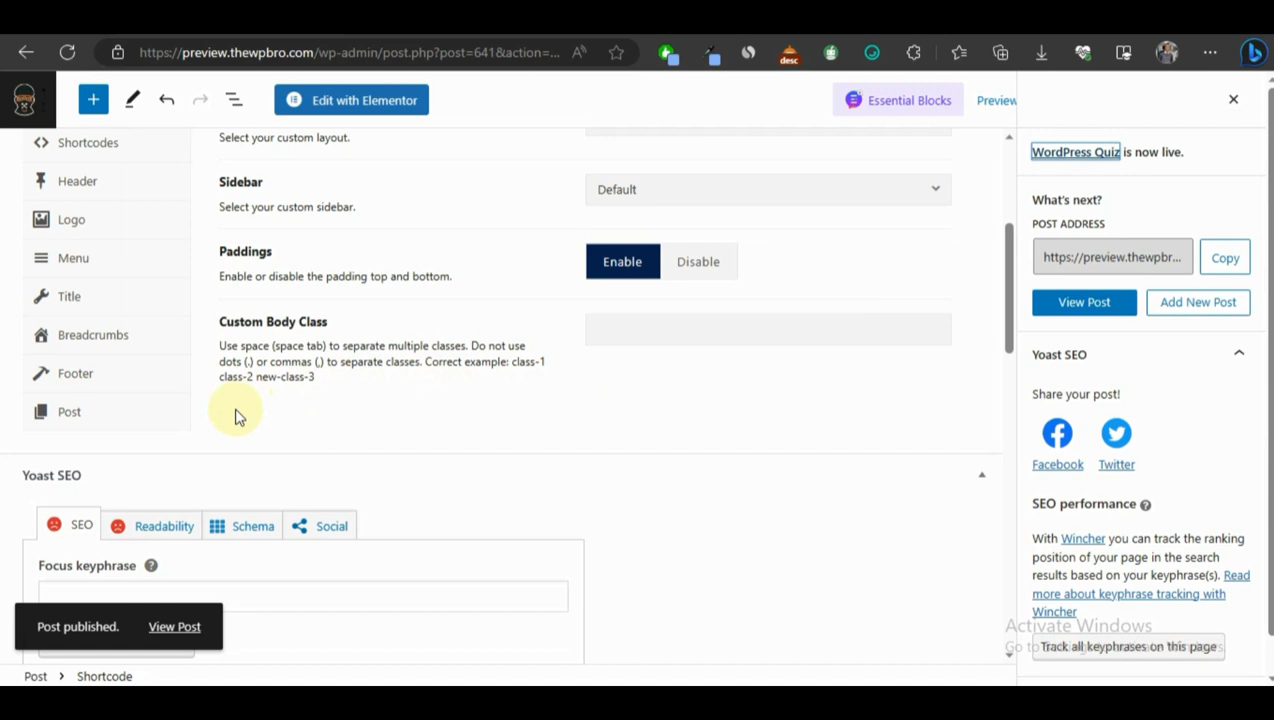 https://preview.thewpbro.com/wp-admin/post.php?post=641&action=...
desc
Edit with Elementor
Essential Blocks
Preview
Shortcodes
Header
Logo
Menu
Title
Breadcrumbs
Footer
Post
Select your custom layout.
Sidebar
Select your custom sidebar.
Default
Paddings
Enable or disable the padding top and bottom.
Enable
Disable
Custom Body Class
Use space (space tab) to separate multiple classes. Do not use
dots (.) or commas (,) to separate classes. Correct example: class-1
class-2 new-class-3
Yoast SEO
SEO
Readability
Schema
Social
Focus keyphrase
Post published.
View Post
Post
Shortcode
WordPress Quiz is now live.
What's next?
POST ADDRESS
https://preview.thewpbr...
Copy
View Post
Add New Post
Yoast SEO
Share your post!
Facebook
Twitter
SEO performance
With Wincher you can track the ranking
position of your page in the search
results based on your keyphrase(s). Read
more about keyphrase tracking with
Wincher
Activate Windows
Track all keyphrases on this page